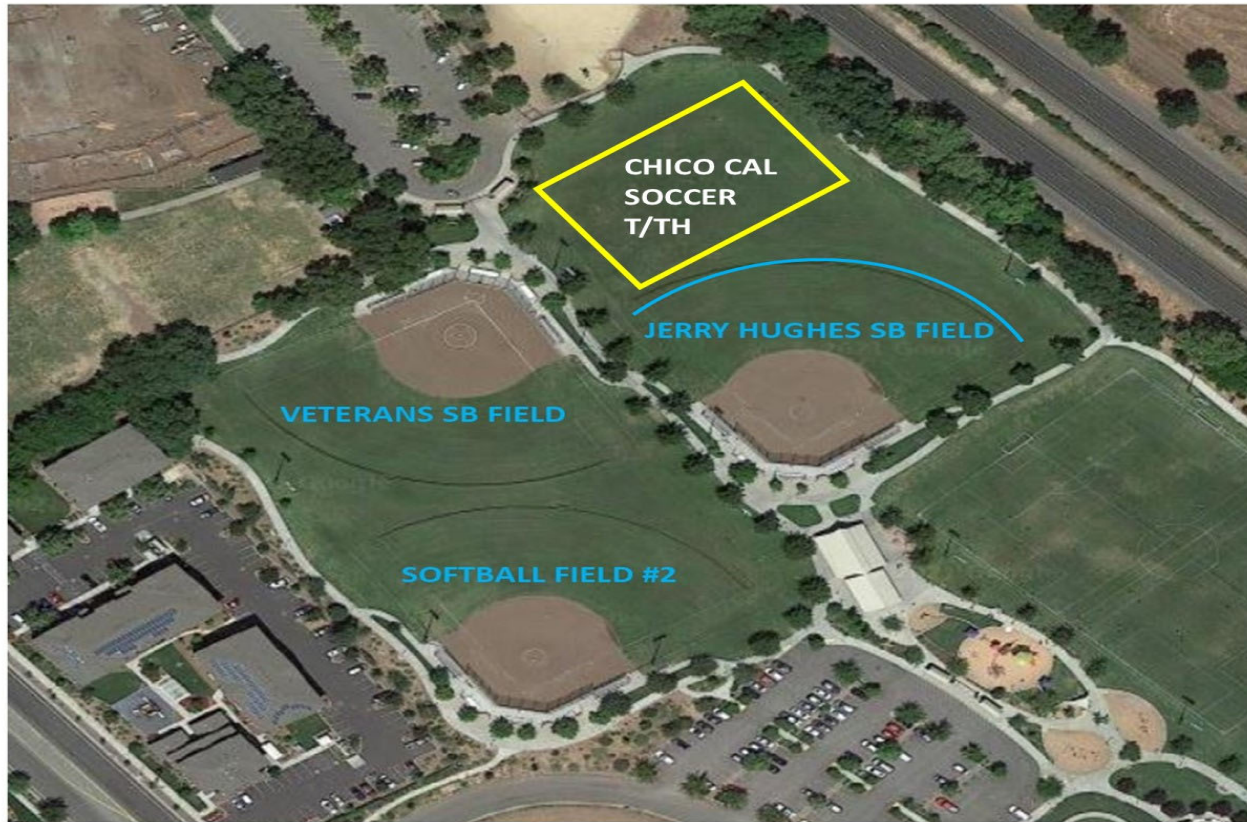 CHICO CAL
SOCCER
T/TH
JERRY HUGHES SB FIELD
VETERANS SB FIELD
SOFTBALL FIELD #2